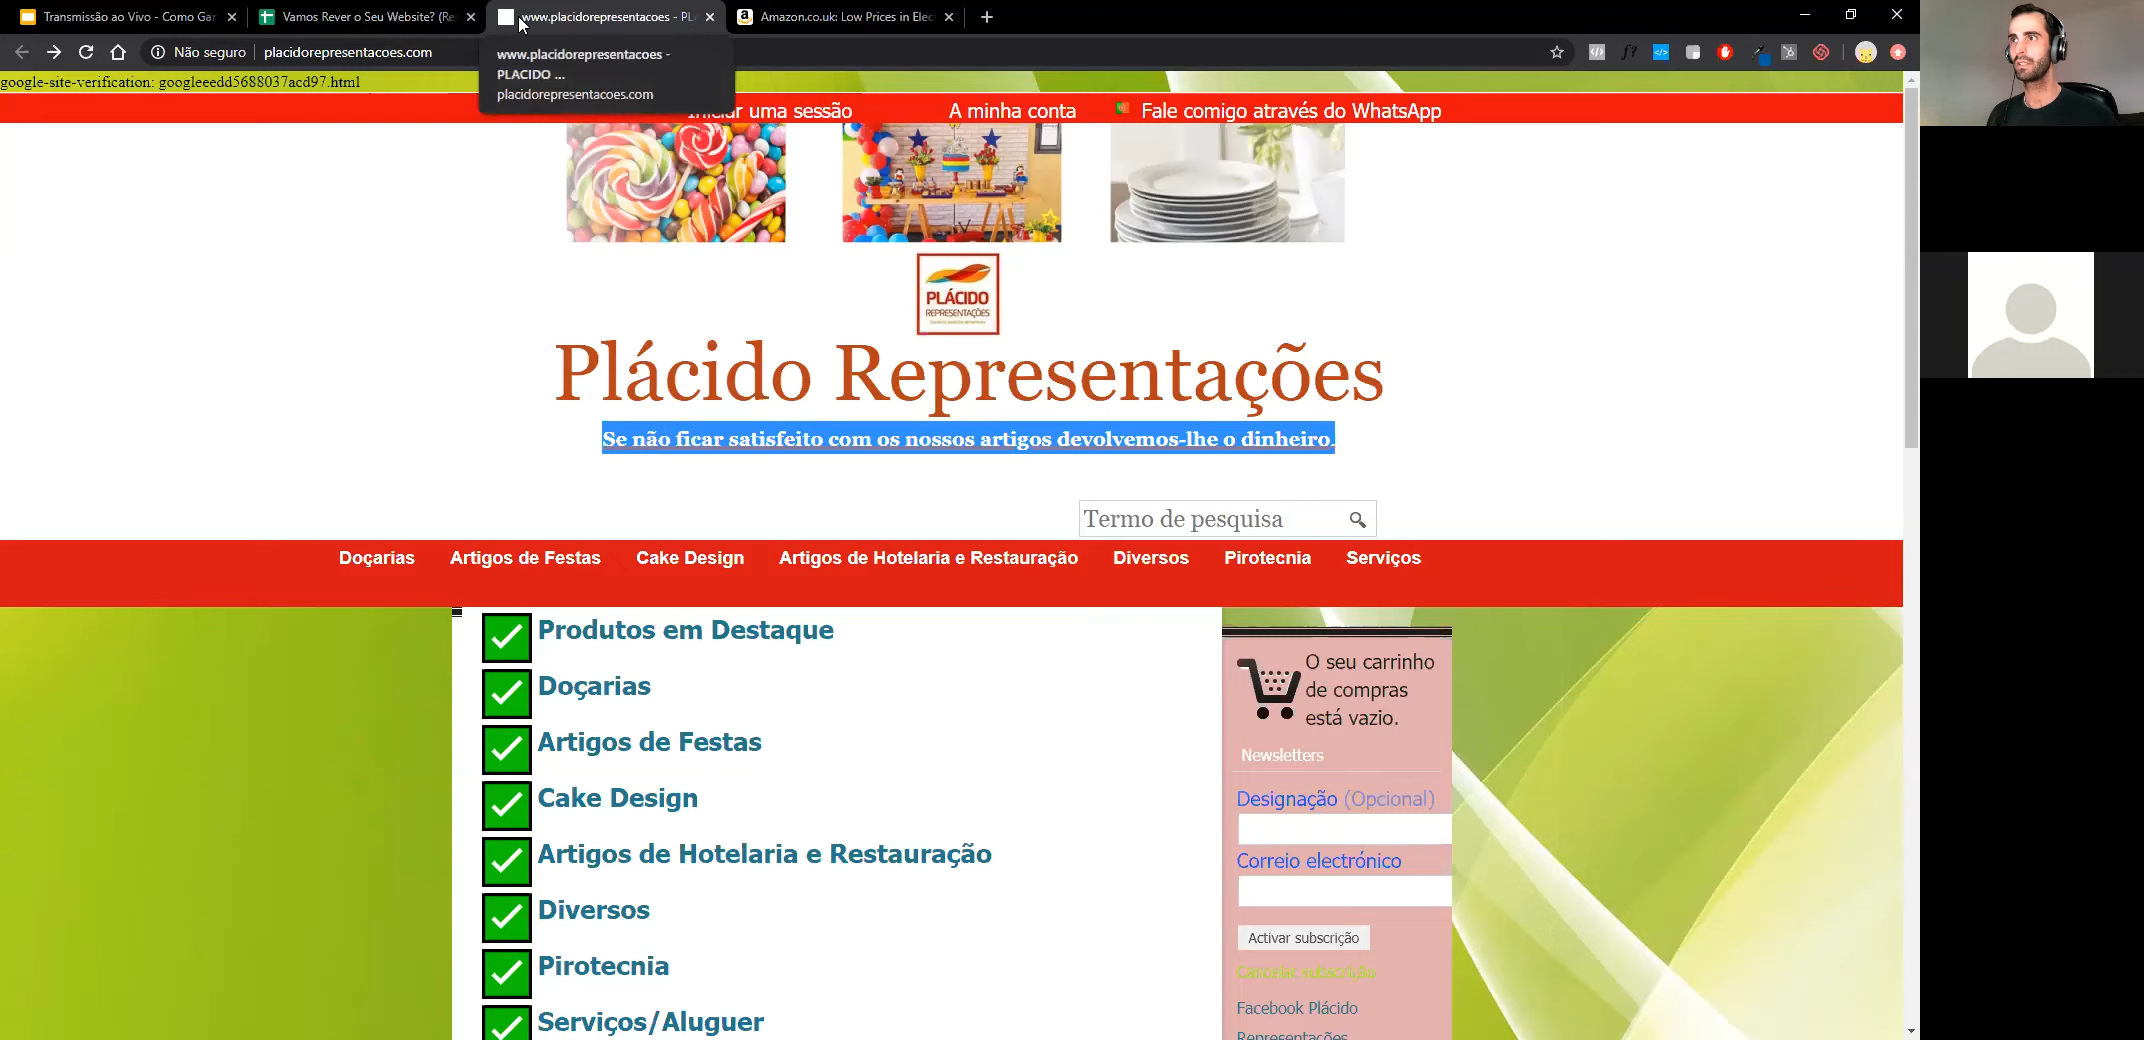 Transmissão ao Vivo - Como Gar
Vamos Rever o Seu Website? (Re
www.placidorepresentacoes - PL
Amazon.co.uk: Low Prices in Elec
Não seguro
placidorepresentacoes.com
www.placidorepresentacoes -
PLACIDO ...
placidorepresentacoes.com
google-site-verification: googleeedd5688037acd97.html
Iniciar uma sessão
A minha conta
Fale comigo através do WhatsApp
PLÁCIDO
REPRESENTAÇÕES
Plácido Representações
Se não ficar satisfeito com os nossos artigos devolvemos-lhe o dinheiro.
Termo de pesquisa
Doçarias
Artigos de Festas
Cake Design
Artigos de Hotelaria e Restauração
Diversos
Pirotecnia
Serviços
Produtos em Destaque
Doçarias
Artigos de Festas
Cake Design
Artigos de Hotelaria e Restauração
Diversos
Pirotecnia
Serviços/Aluguer
O seu carrinho
de compras
está vazio.
Newsletters
Designação (Opcional)
Correio electrónico
Activar subscrição
Cancelar subscrição
Facebook Plácido
Representações